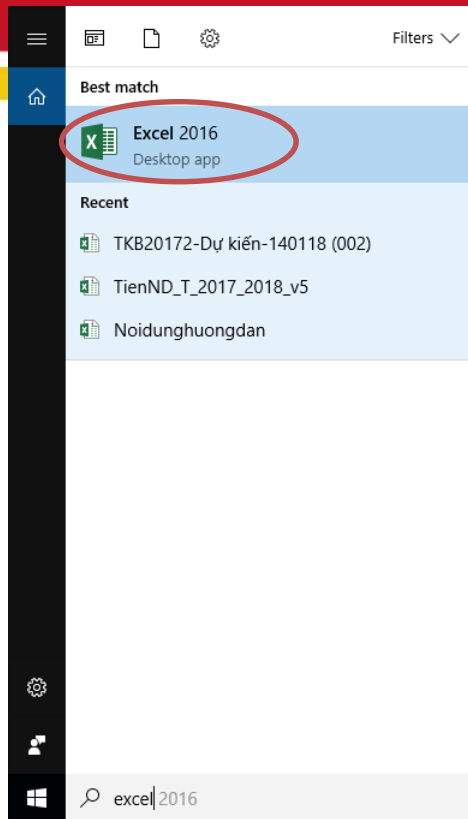 Filters
Best match
Excel 2016
Desktop app
Recent
TKB20172-Dự kiến-140118 (002)
TienND_T_2017_2018_v5
Noidunghuongdan
excel 2016